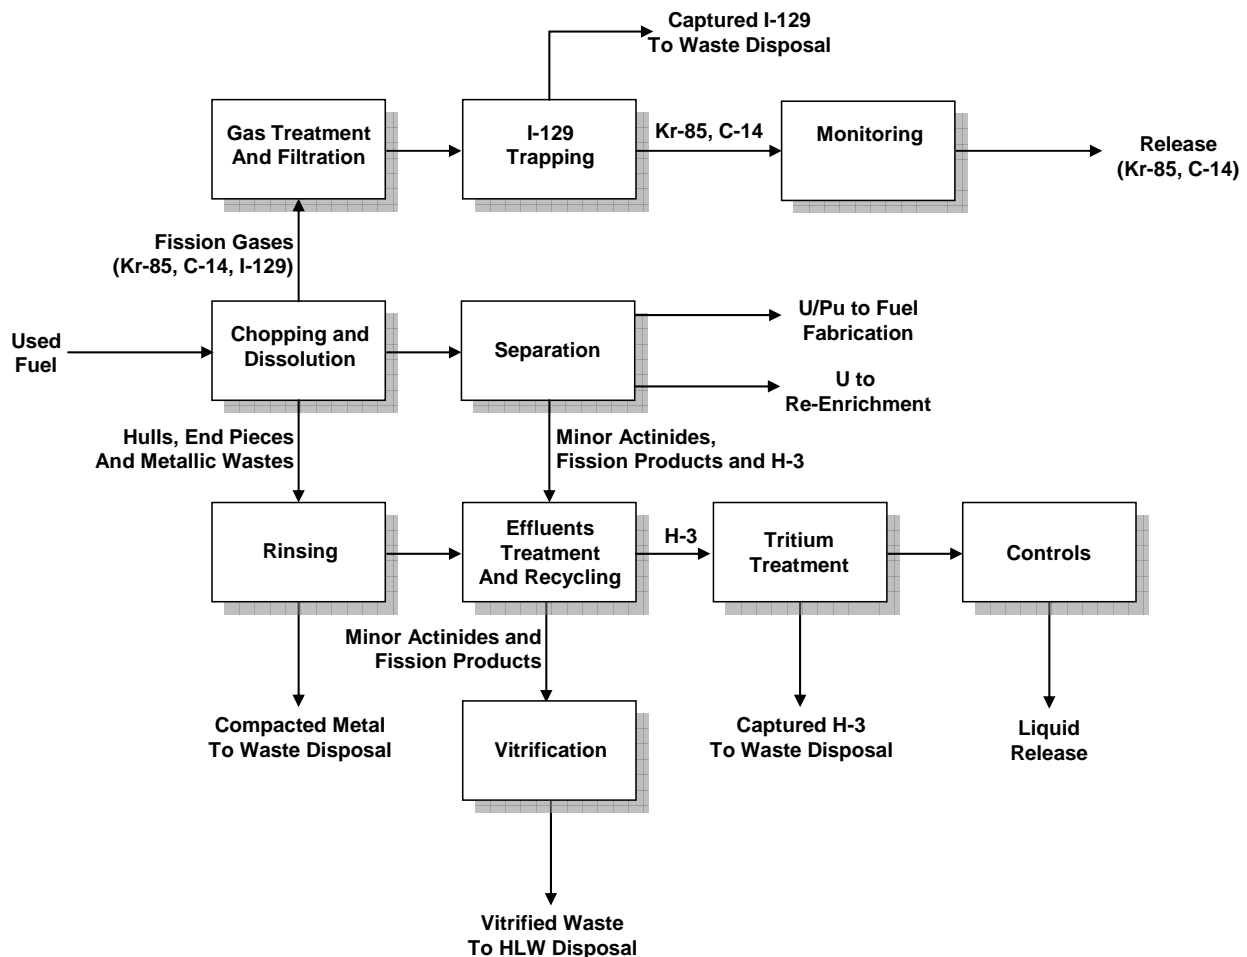 Captured I-129
To Waste Disposal
Gas Treatment
And Filtration
I-129
Trapping
Kr-85, C-14
Monitoring
Release
(Kr-85, C-14)
Fission Gases
(Kr-85, C-14, I-129)
Used
Fuel
Chopping and
Dissolution
Separation
U/Pu to Fuel
Fabrication
U to
Re-Enrichment
Hulls, End Pieces
And Metallic Wastes
Minor Actinides,
Fission Products and H-3
Rinsing
Effluents
Treatment
And Recycling
H-3
Tritium
Treatment
Controls
Minor Actinides and
Fission Products
Compacted Metal
To Waste Disposal
Vitrification
Captured H-3
To Waste Disposal
Liquid
Release
Vitrified Waste
To HLW Disposal